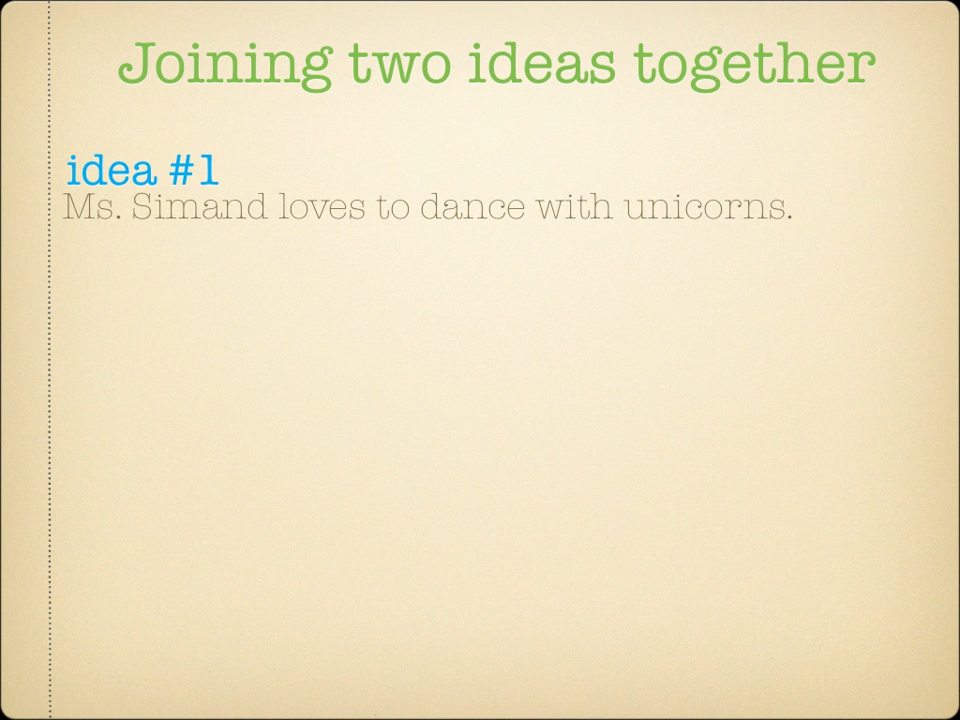 Joining two ideas together
idea #1
Ms. Simand loves to dance with unicorns.